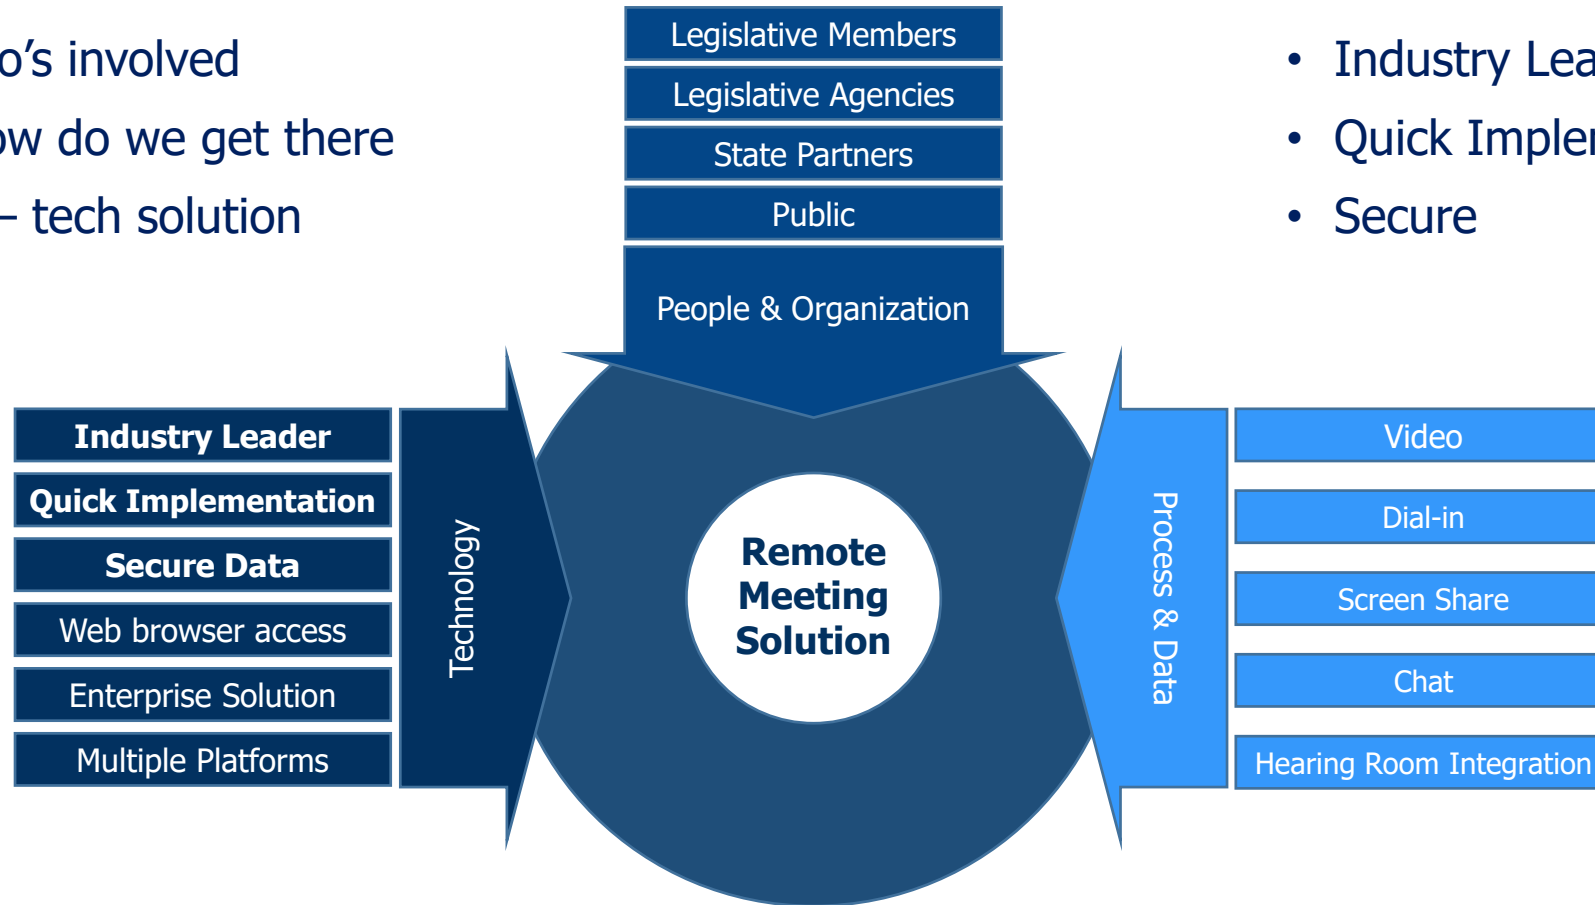 involved
do we get there
– tech solution
Legislative Members
Legislative Agencies
State Partners
Public
People & Organization
• Industry
• Quick
• Secure
Industry Leader
Quick Implementation
Secure Data
Web browser access
Enterprise Solution
Multiple Platforms
Technology
Remote
Meeting
Solution
Process & Data
Video
Dial-in
Screen Share
Chat
Hearing Room Integration